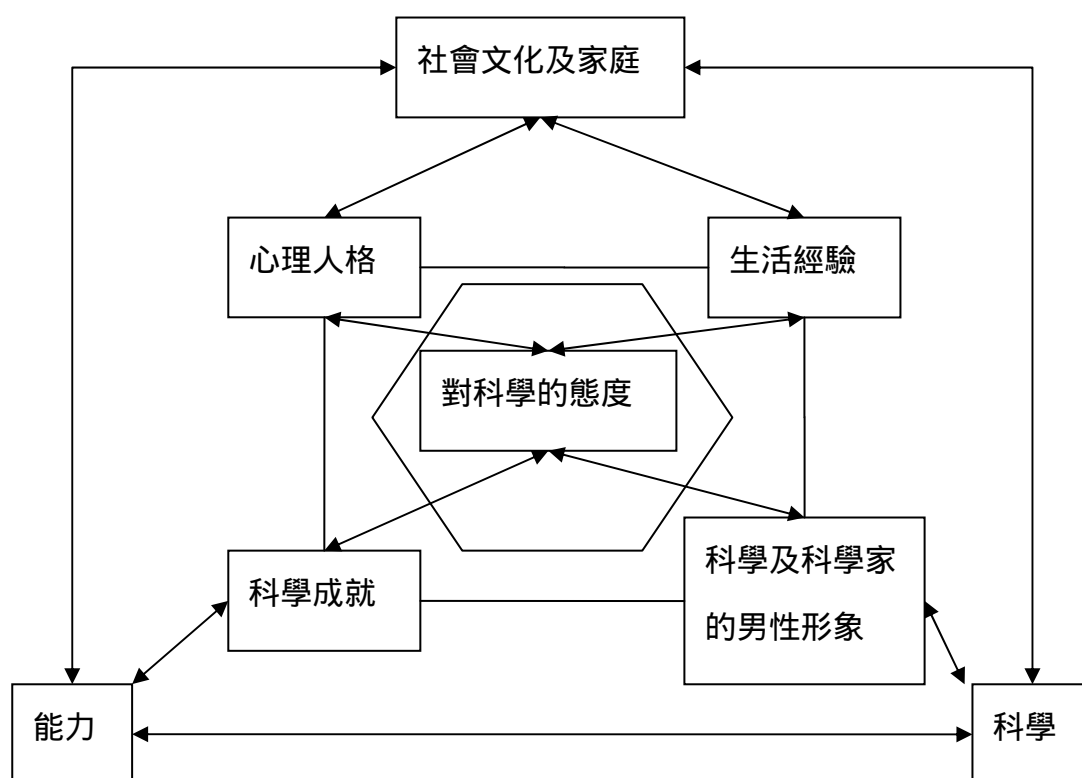 社會文化及家庭
心理人格
生活經驗
對科學的態度
科學成就
科學及科學家
的男性形象
能力
科學